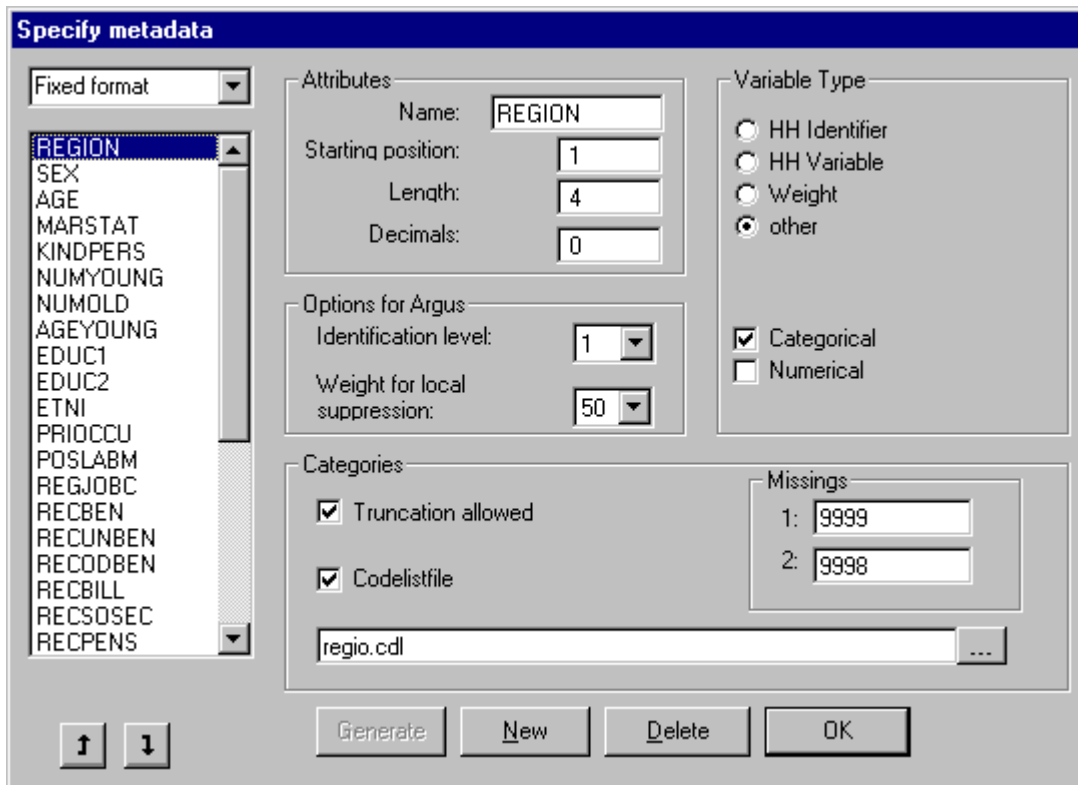 Specify metadata
Fixed format
REGION
SEX
AGE
MARSTAT
KINDPERS
NUMYOUNG
NUMOLD
AGEYOUNG
EDUC1
EDUC2
ETNI
PRIOCCU
POSLABM
REGJOBC
RECBEN
RECUNBEN
RECODBEN
RECBILL
RECSOSEC
RECPENS
Attributes
Name: REGION
Starting position: 1
Length: 4
Decimals: 0
Options for Argus
Identification level: 1
Weight for local
suppression: 50
Variable Type
HH Identifier
HH Variable
Weight
other
Categorical
Numerical
Categories
Truncation allowed
Codelistfile
Missings
1: 9999
2: 9998
regio.cdl ...
Generate New Delete OK